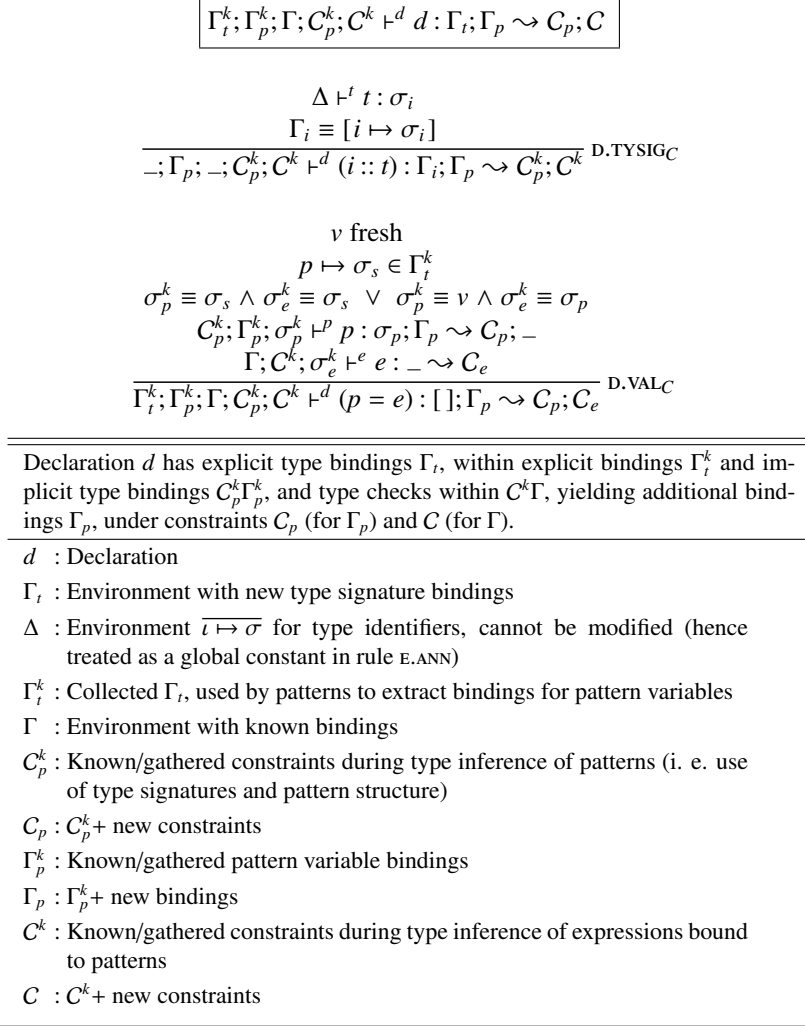 Γ_t^k; Γ_p^k; Γ; C_p^k; C^k ⊢^d d : Γ_t; Γ_p ⤳ C_p; C
Δ ⊢^t t : σ_i
Γ_i ≡ [i ↦ σ_i]
_; Γ_p; _; C_p^k; C^k ⊢^d (i :: t) : Γ_i; Γ_p ⤳ C_p^k; C^k D.TYSIG_C
v fresh
p ↦ σ_s ∈ Γ_t^k
σ_p^k ≡ σ_s ∧ σ_e^k ≡ σ_s ∨ σ_p^k ≡ v ∧ σ_e^k ≡ σ_p
C_p^k; Γ_p^k; σ_p^k ⊢^p p : σ_p; Γ_p ⤳ C_p; _
Γ; C^k; σ_e^k ⊢^e e : _ ⤳ C_e
Γ_t^k; Γ_p^k; Γ; C_p^k; C^k ⊢^d (p = e) : [ ]; Γ_p ⤳ C_p; C_e D.VAL_C
Declaration d has explicit type bindings Γ_t, within explicit bindings Γ_t^k and im-
plicit type bindings C_p^kΓ_p^k, and type checks within C^kΓ, yielding additional bind-
ings Γ_p, under constraints C_p (for Γ_p) and C (for Γ).
d : Declaration
Γ_t : Environment with new type signature bindings
Δ : Environment \overline{ι ↦ σ} for type identifiers, cannot be modified (hence
treated as a global constant in rule E.ANN)
Γ_t^k : Collected Γ_t, used by patterns to extract bindings for pattern variables
Γ : Environment with known bindings
C_p^k : Known/gathered constraints during type inference of patterns (i. e. use
of type signatures and pattern structure)
C_p : C_p^k+ new constraints
Γ_p^k : Known/gathered pattern variable bindings
Γ_p : Γ_p^k+ new bindings
C^k : Known/gathered constraints during type inference of expressions bound
to patterns
C : C^k+ new constraints